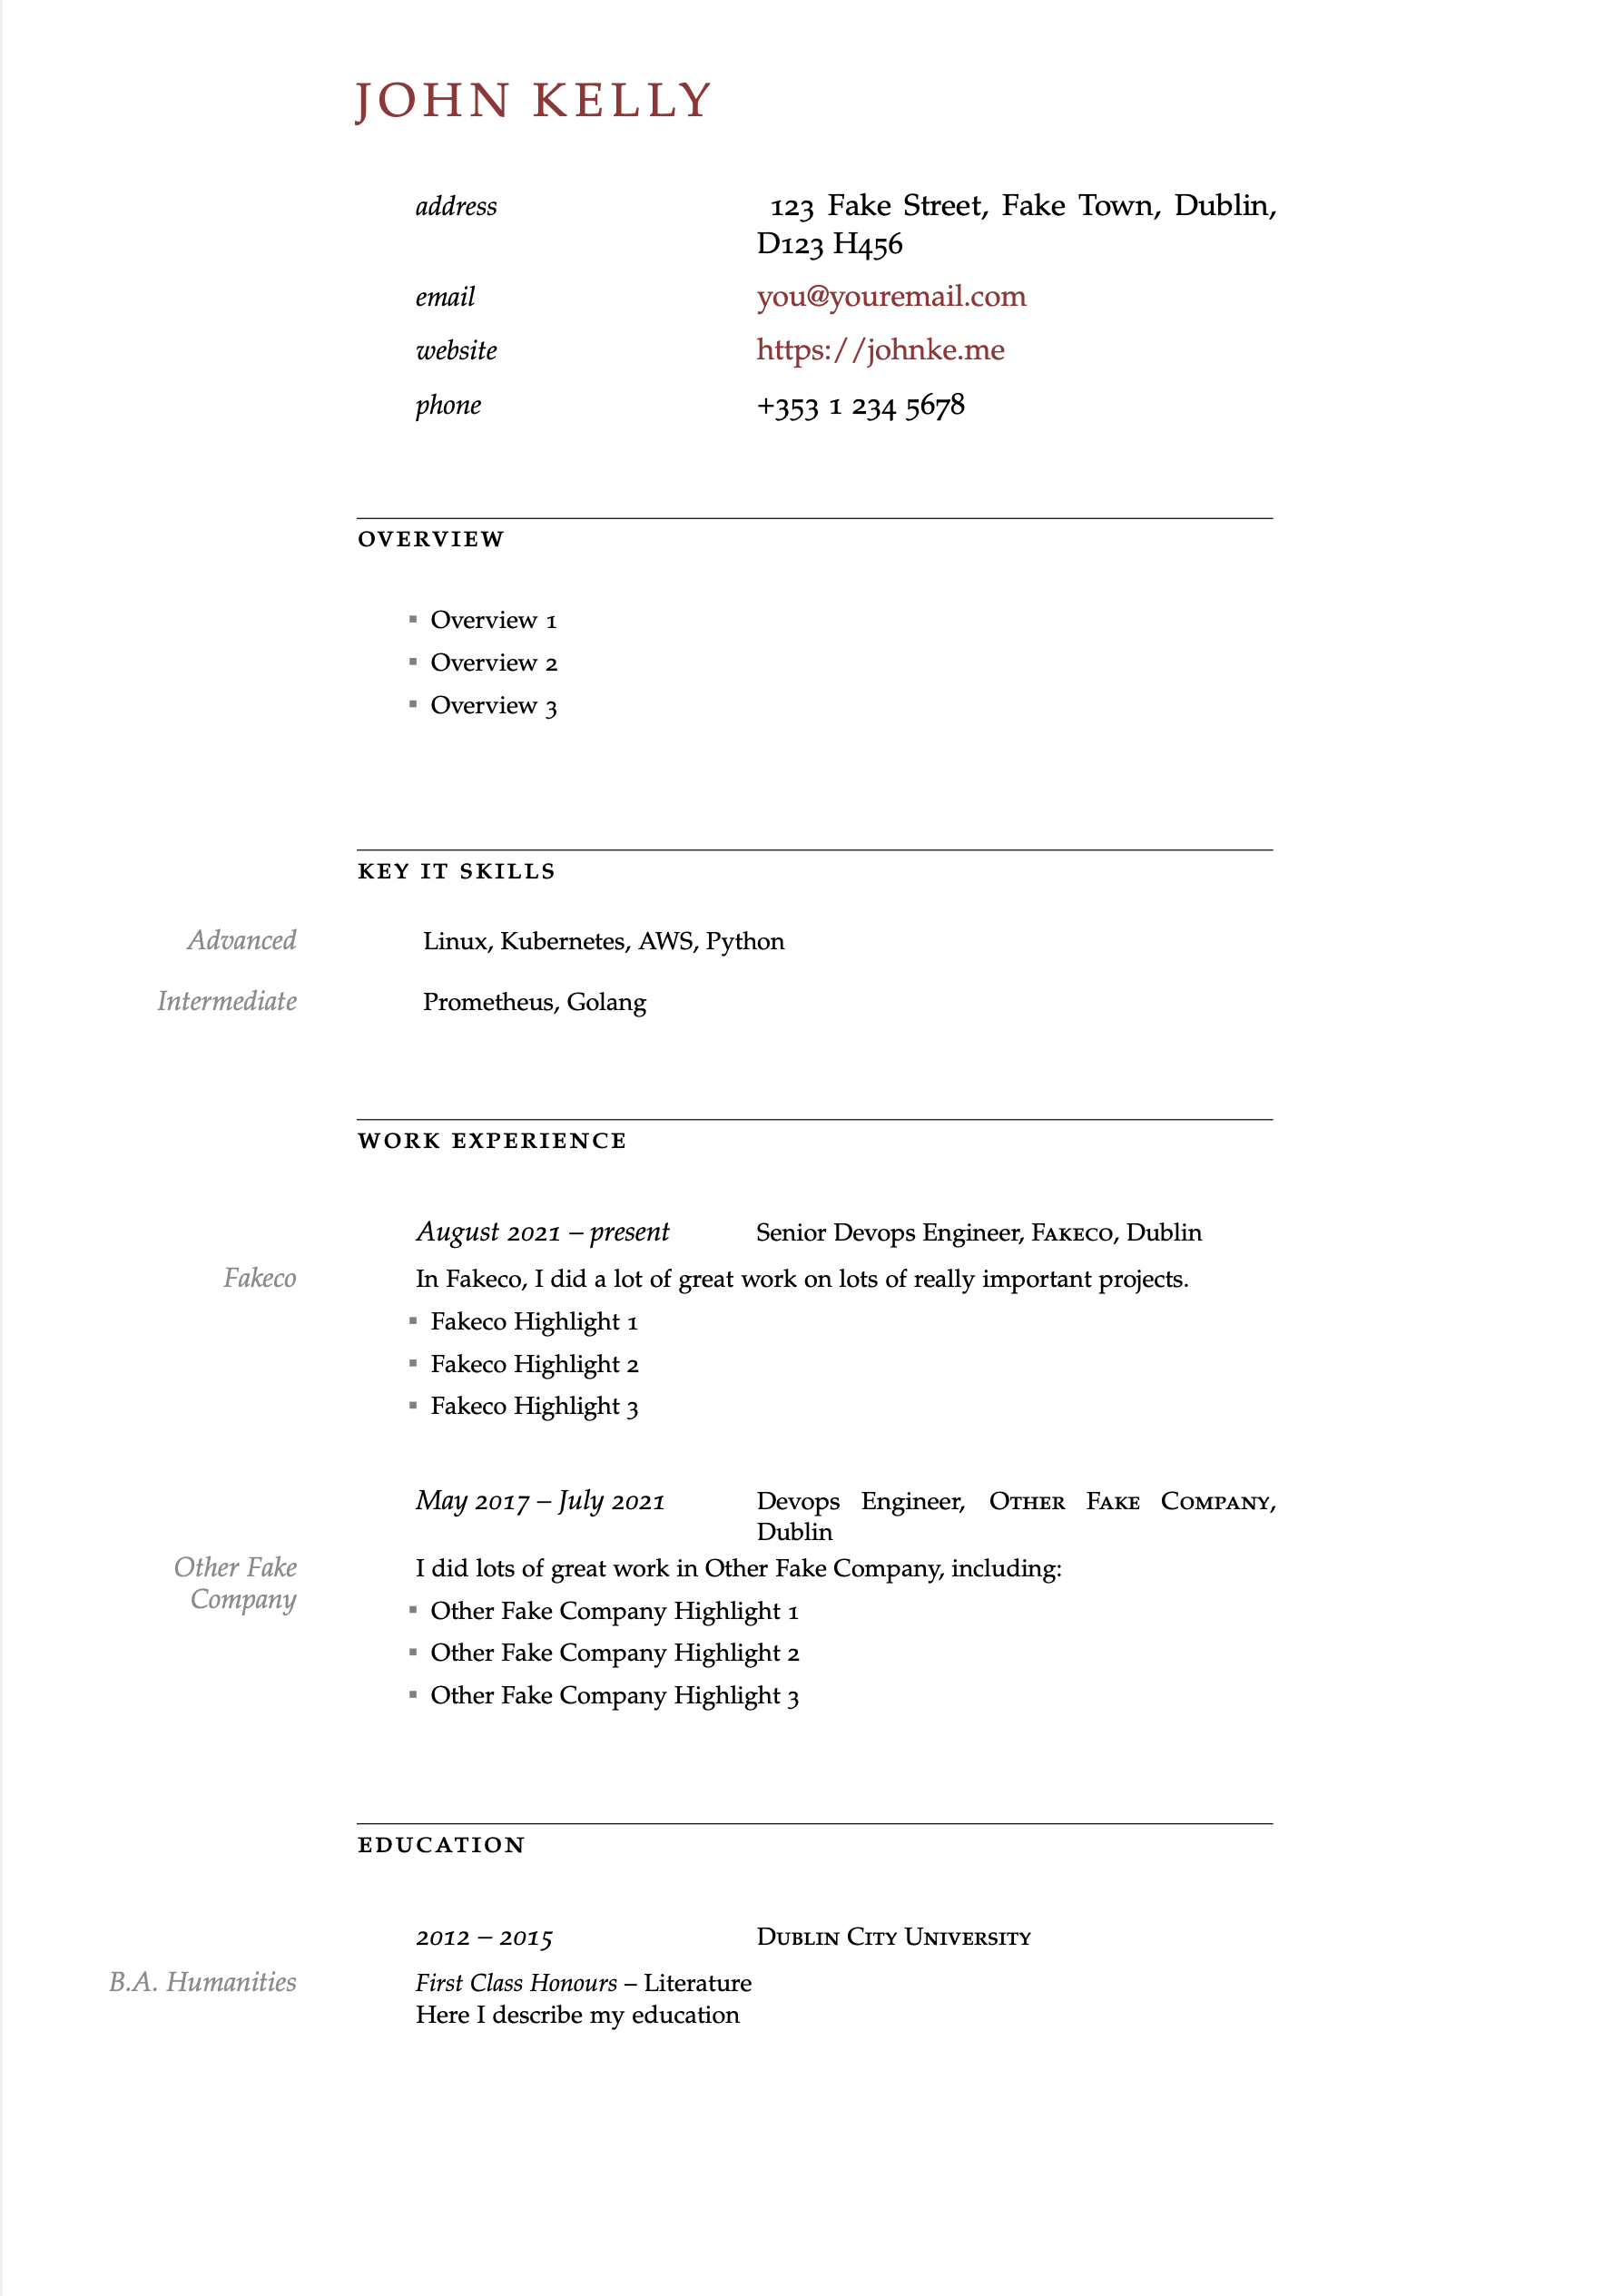 JOHN KELLY
address 123 Fake Street, Fake Town, Dublin,
D123 H456
email you@youremail.com
website https://johnke.me
phone +353 1 234 5678
OVERVIEW
Overview 1
Overview 2
Overview 3
KEY IT SKILLS
Advanced Linux, Kubernetes, AWS, Python
Intermediate Prometheus, Golang
WORK EXPERIENCE
August 2021 – present Senior Devops Engineer, Fakeco, Dublin
Fakeco In Fakeco, I did a lot of great work on lots of really important projects.
Fakeco Highlight 1
Fakeco Highlight 2
Fakeco Highlight 3
May 2017 – July 2021 Devops Engineer, Other Fake Company,
Dublin
Other Fake I did lots of great work in Other Fake Company, including:
Company
Other Fake Company Highlight 1
Other Fake Company Highlight 2
Other Fake Company Highlight 3
EDUCATION
2012 – 2015 Dublin City University
B.A. Humanities First Class Honours – Literature
Here I describe my education